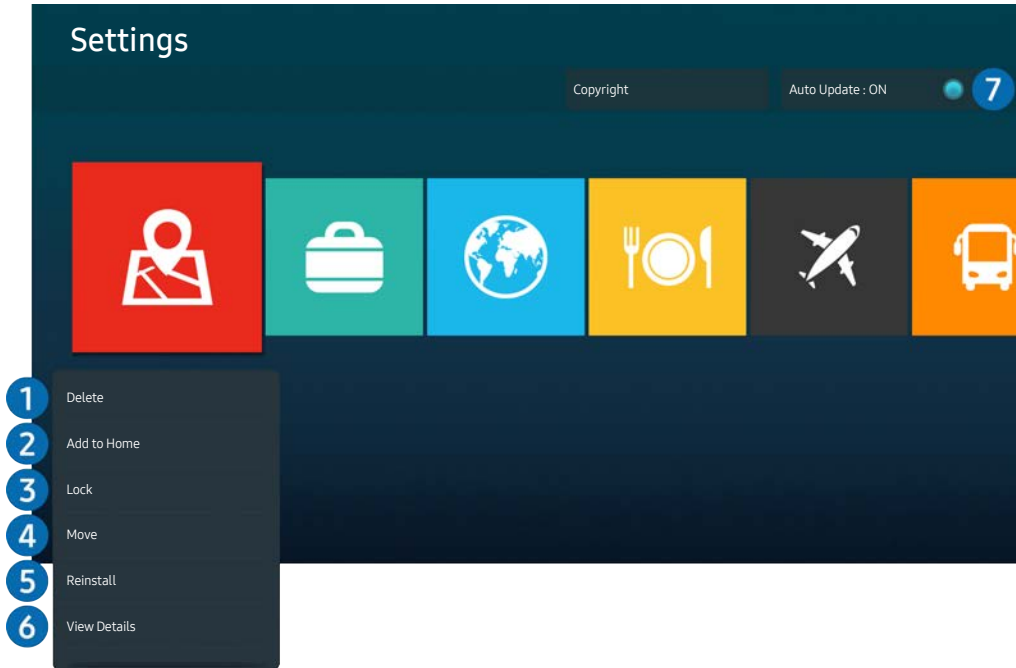 Settings
Copyright
Auto Update : ON
7
1
Delete
2
Add to Home
3
Lock
4
Move
5
Reinstall
6
View Details